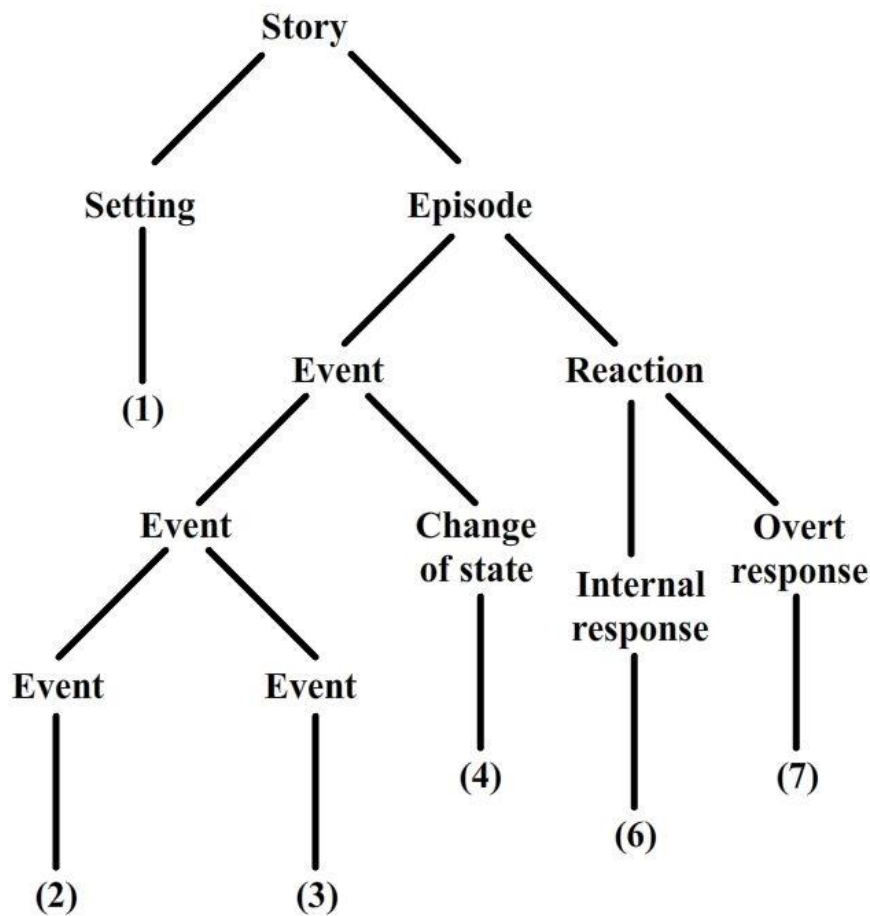 Story
Setting
Episode
Event
Reaction
(1)
Event
Change
of state
Internal
response
Overt
response
Event
Event
(4)
(7)
(6)
(2)
(3)